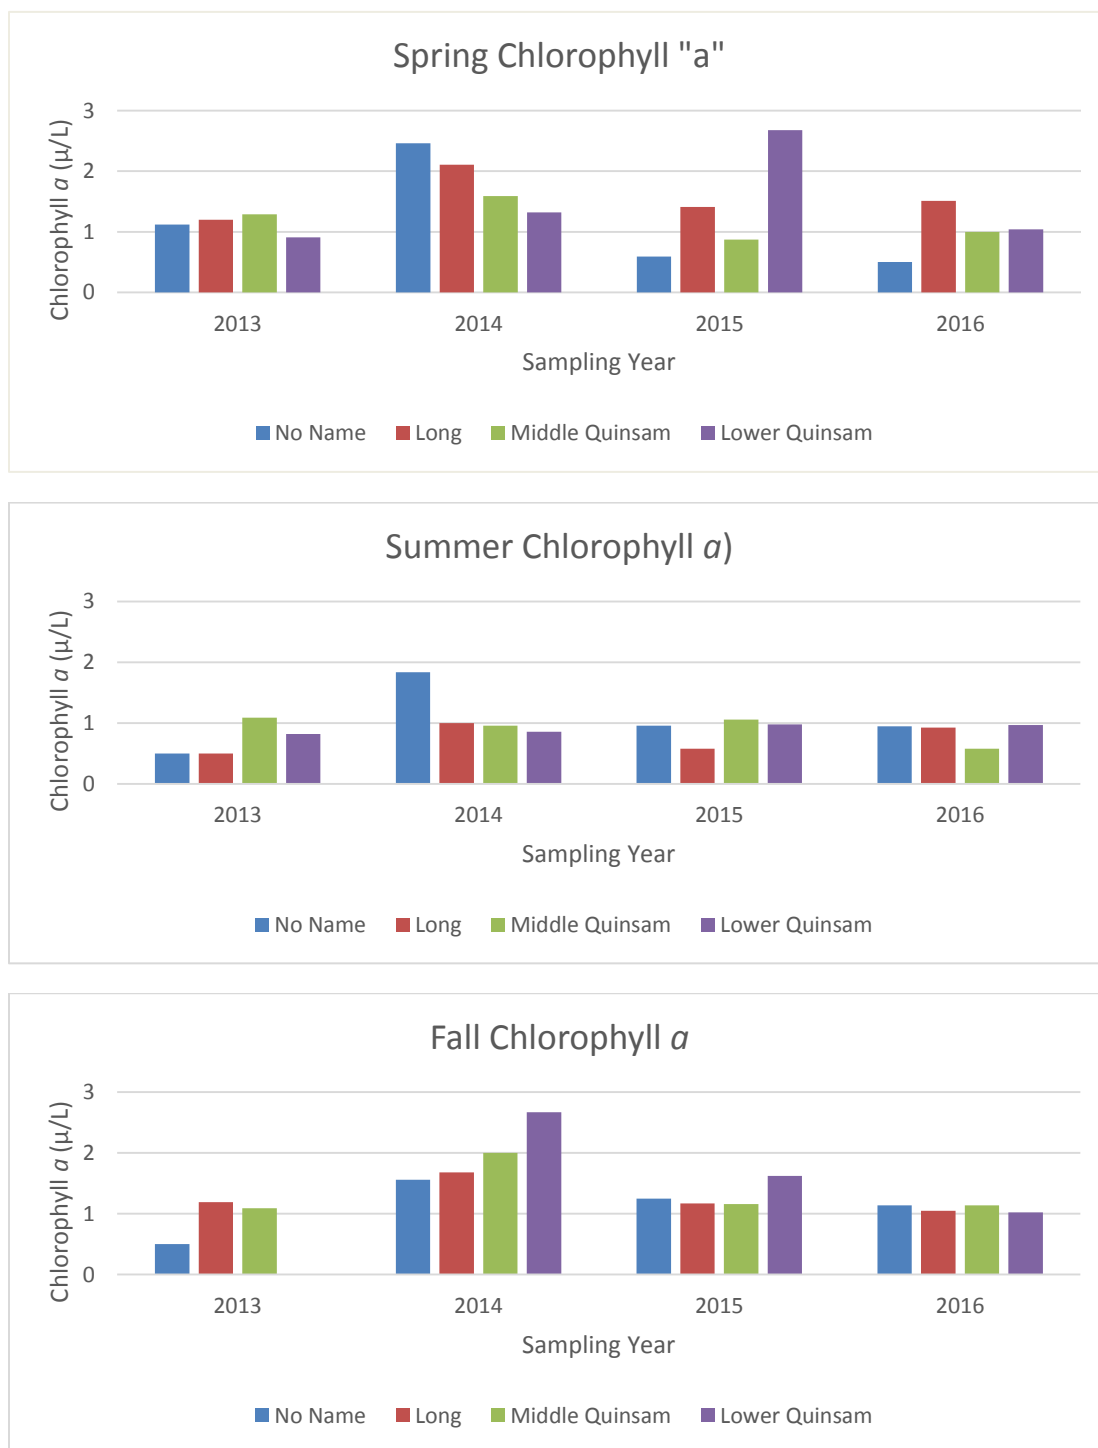 Spring Chlorophyll "a"
Chlorophyll a (µ/L)
3
2
1
0
2013 2014 2015 2016
Sampling Year
No Name Long Middle Quinsam Lower Quinsam
Summer Chlorophyll a)
Chlorophyll a (µ/L)
3
2
1
0
2013 2014 2015 2016
Sampling Year
No Name Long Middle Quinsam Lower Quinsam
Fall Chlorophyll a
Chlorophyll a (µ/L)
3
2
1
0
2013 2014 2015 2016
Sampling Year
No Name Long Middle Quinsam Lower Quinsam